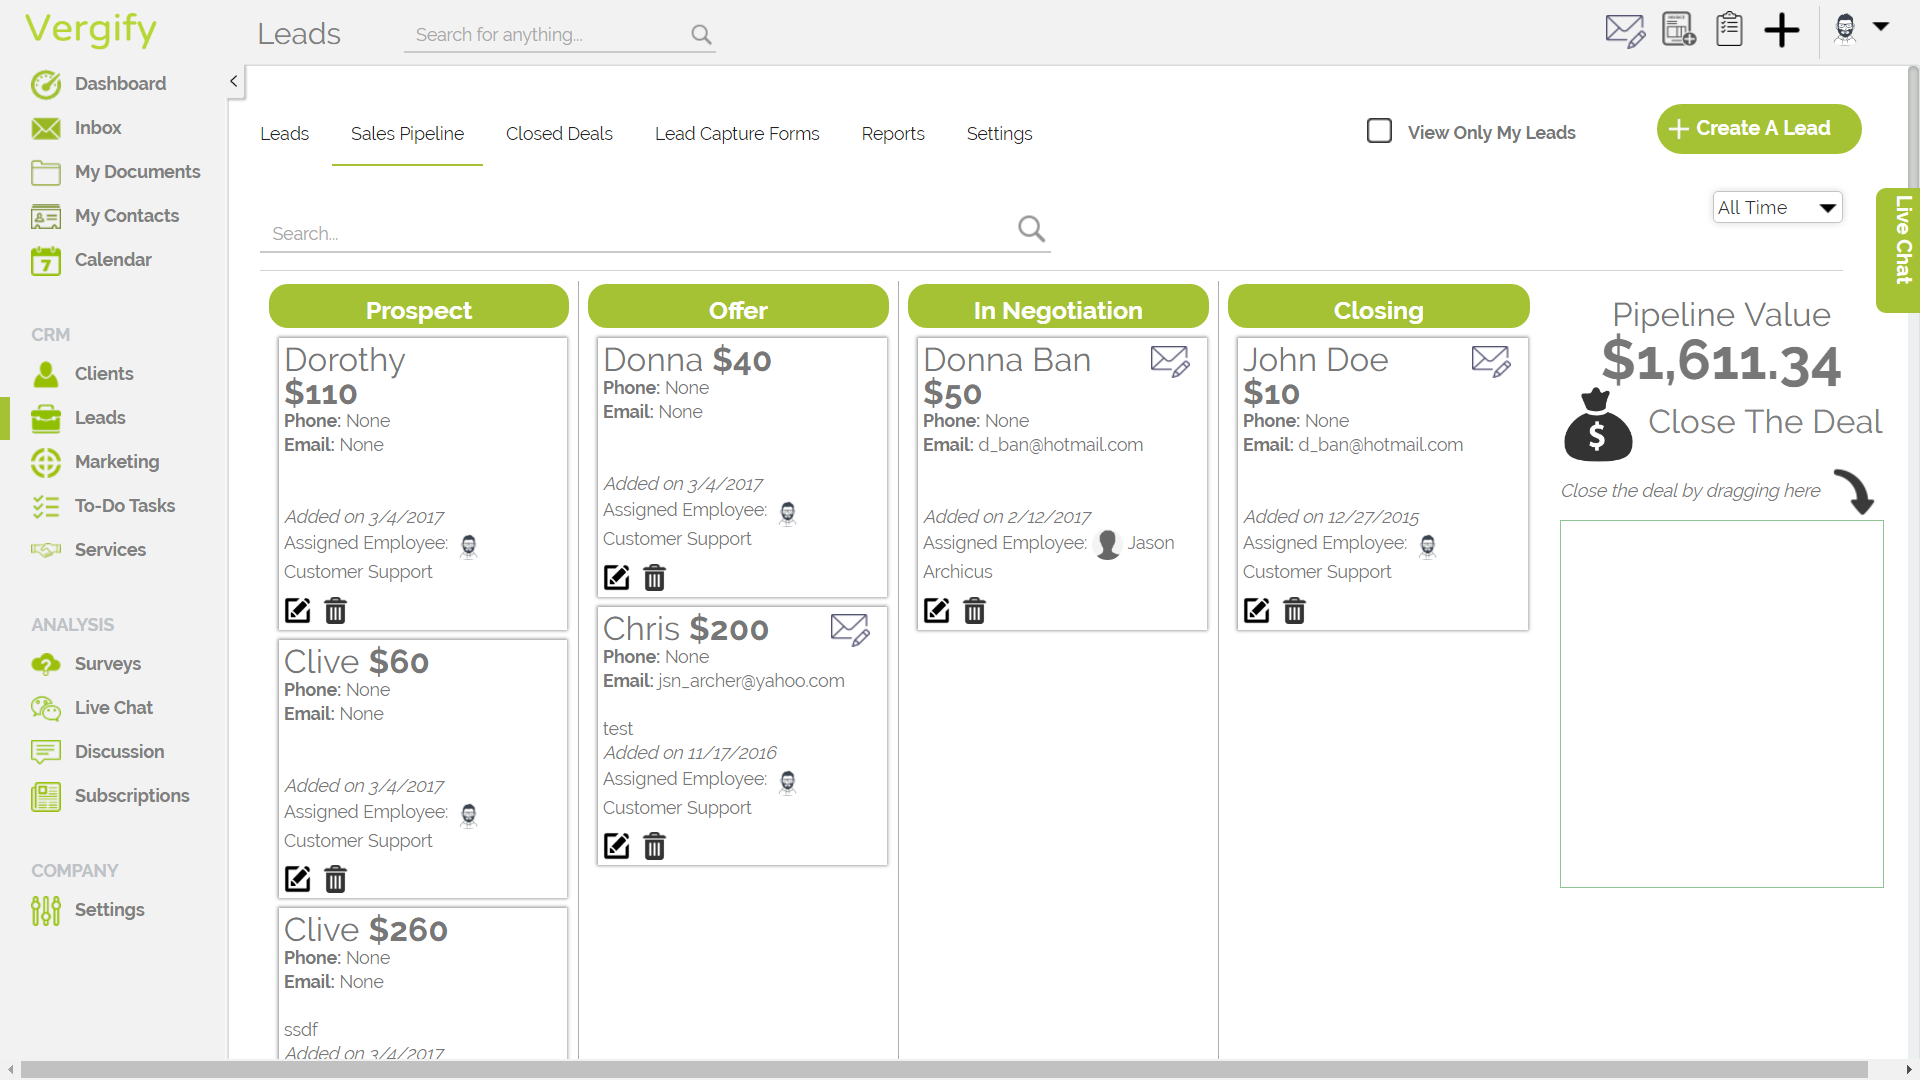 Vergify
Leads
Search for anything...
Dashboard
Inbox
My Documents
My Contacts
Calendar
CRM
Clients
Leads
Marketing
To-Do Tasks
Services
ANALYSIS
Surveys
Live Chat
Discussion
Subscriptions
COMPANY
Settings
Leads
Sales Pipeline
Closed Deals
Lead Capture Forms
Reports
Settings
View Only My Leads
Create A Lead
Search...
All Time
Live Chat
Prospect
Dorothy
$110
Phone: None
Email: None
Added on 3/4/2017
Assigned Employee:
Customer Support
Clive $60
Phone: None
Email: None
Added on 3/4/2017
Assigned Employee:
Customer Support
Clive $260
Phone: None
Email: None
ssdf
Added on 3/4/2017
Offer
Donna $40
Phone: None
Email: None
Added on 3/4/2017
Assigned Employee:
Customer Support
Chris $200
Phone: None
Email: jsn_archer@yahoo.com
test
Added on 11/17/2016
Assigned Employee:
Customer Support
In Negotiation
Donna Ban
$50
Phone: None
Email: d_ban@hotmail.com
Added on 2/12/2017
Assigned Employee: Jason
Archicus
Closing
John Doe
$10
Phone: None
Email: d_ban@hotmail.com
Added on 12/27/2015
Assigned Employee:
Customer Support
Pipeline Value
$1,611.34
$
Close The Deal
Close the deal by dragging here